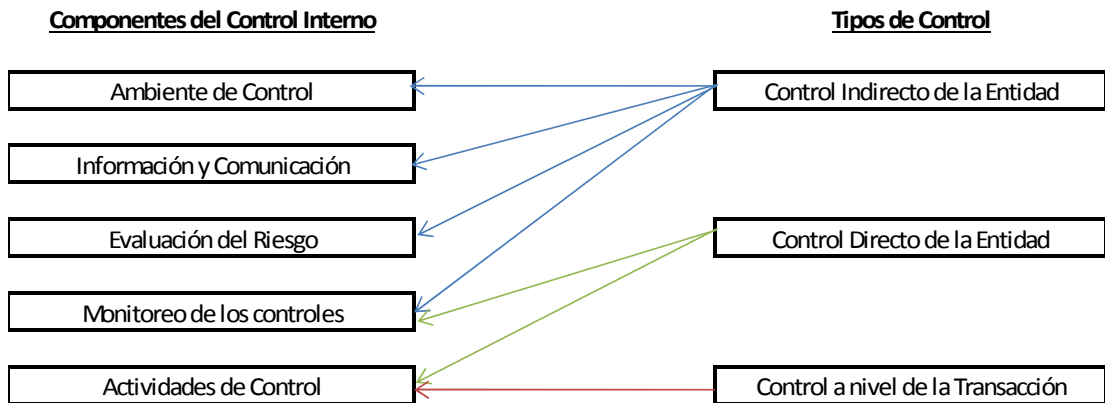 Componentes del Control Interno
Tipos de Control
Ambiente de Control
Control Indirecto de la Entidad
Información y Comunicación
Evaluación del Riesgo
Control Directo de la Entidad
Monitoreo de los controles
Actividades de Control
Control a nivel de la Transacción